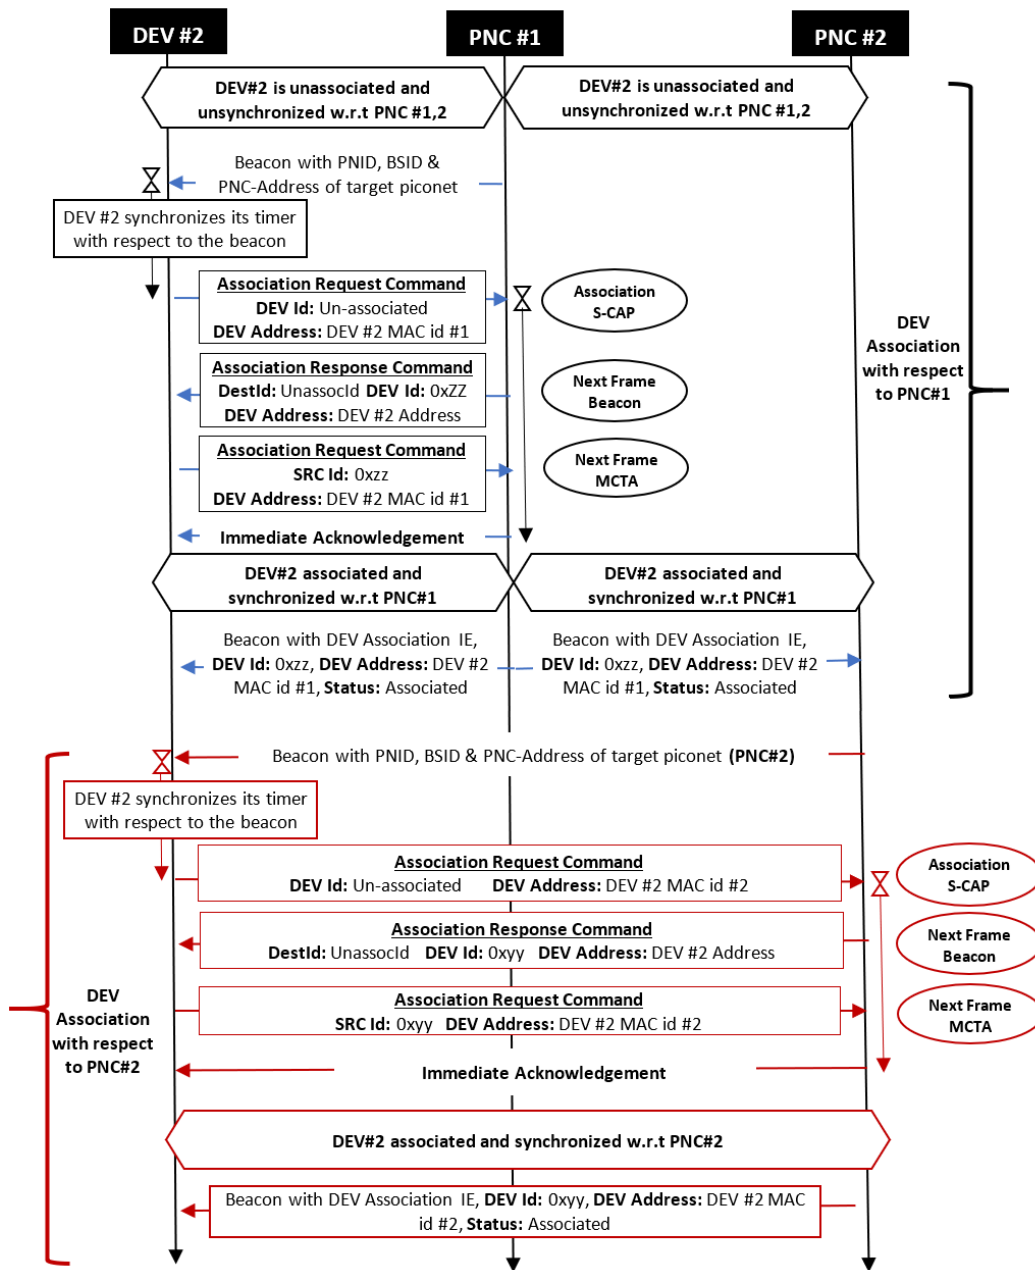 DEV #2
PNC #1
PNC #2
DEV#2 is unassociated and
unsynchronized w.r.t PNC #1,2
DEV#2 is unassociated and
unsynchronized w.r.t PNC #1,2
Beacon with PNID, BSID &
PNC-Address of target piconet
DEV #2 synchronizes its timer
with respect to the beacon
Association Request Command
DEV Id: Un-associated
DEV Address: DEV #2 MAC id #1
Association
S-CAP
Association Response Command
DestId: UnassocId DEV Id: 0xZZ
DEV Address: DEV #2 Address
Next Frame
Beacon
Association Request Command
SRC Id: 0xzz
DEV Address: DEV #2 MAC id #1
Next Frame
MCTA
Immediate Acknowledgement
DEV
Association
with respect
to PNC#1
DEV#2 associated and
synchronized w.r.t PNC#1
DEV#2 associated and
synchronized w.r.t PNC#1
Beacon with DEV Association IE,
DEV Id: 0xzz, DEV Address: DEV #2
MAC id #1, Status: Associated
Beacon with DEV Association IE,
DEV Id: 0xzz, DEV Address: DEV #2
MAC id #1, Status: Associated
Beacon with PNID, BSID & PNC-Address of target piconet (PNC#2)
DEV #2 synchronizes its timer
with respect to the beacon
Association Request Command
DEV Id: Un-associated DEV Address: DEV #2 MAC id #2
Association
S-CAP
Association Response Command
DestId: UnassocId DEV Id: 0xyy DEV Address: DEV #2 Address
Next Frame
Beacon
Association Request Command
SRC Id: 0xyy DEV Address: DEV #2 MAC id #2
Next Frame
MCTA
Immediate Acknowledgement
DEV
Association
with respect
to PNC#2
DEV#2 associated and synchronized w.r.t PNC#2
Beacon with DEV Association IE, DEV Id: 0xyy, DEV Address: DEV #2 MAC
id #2, Status: Associated